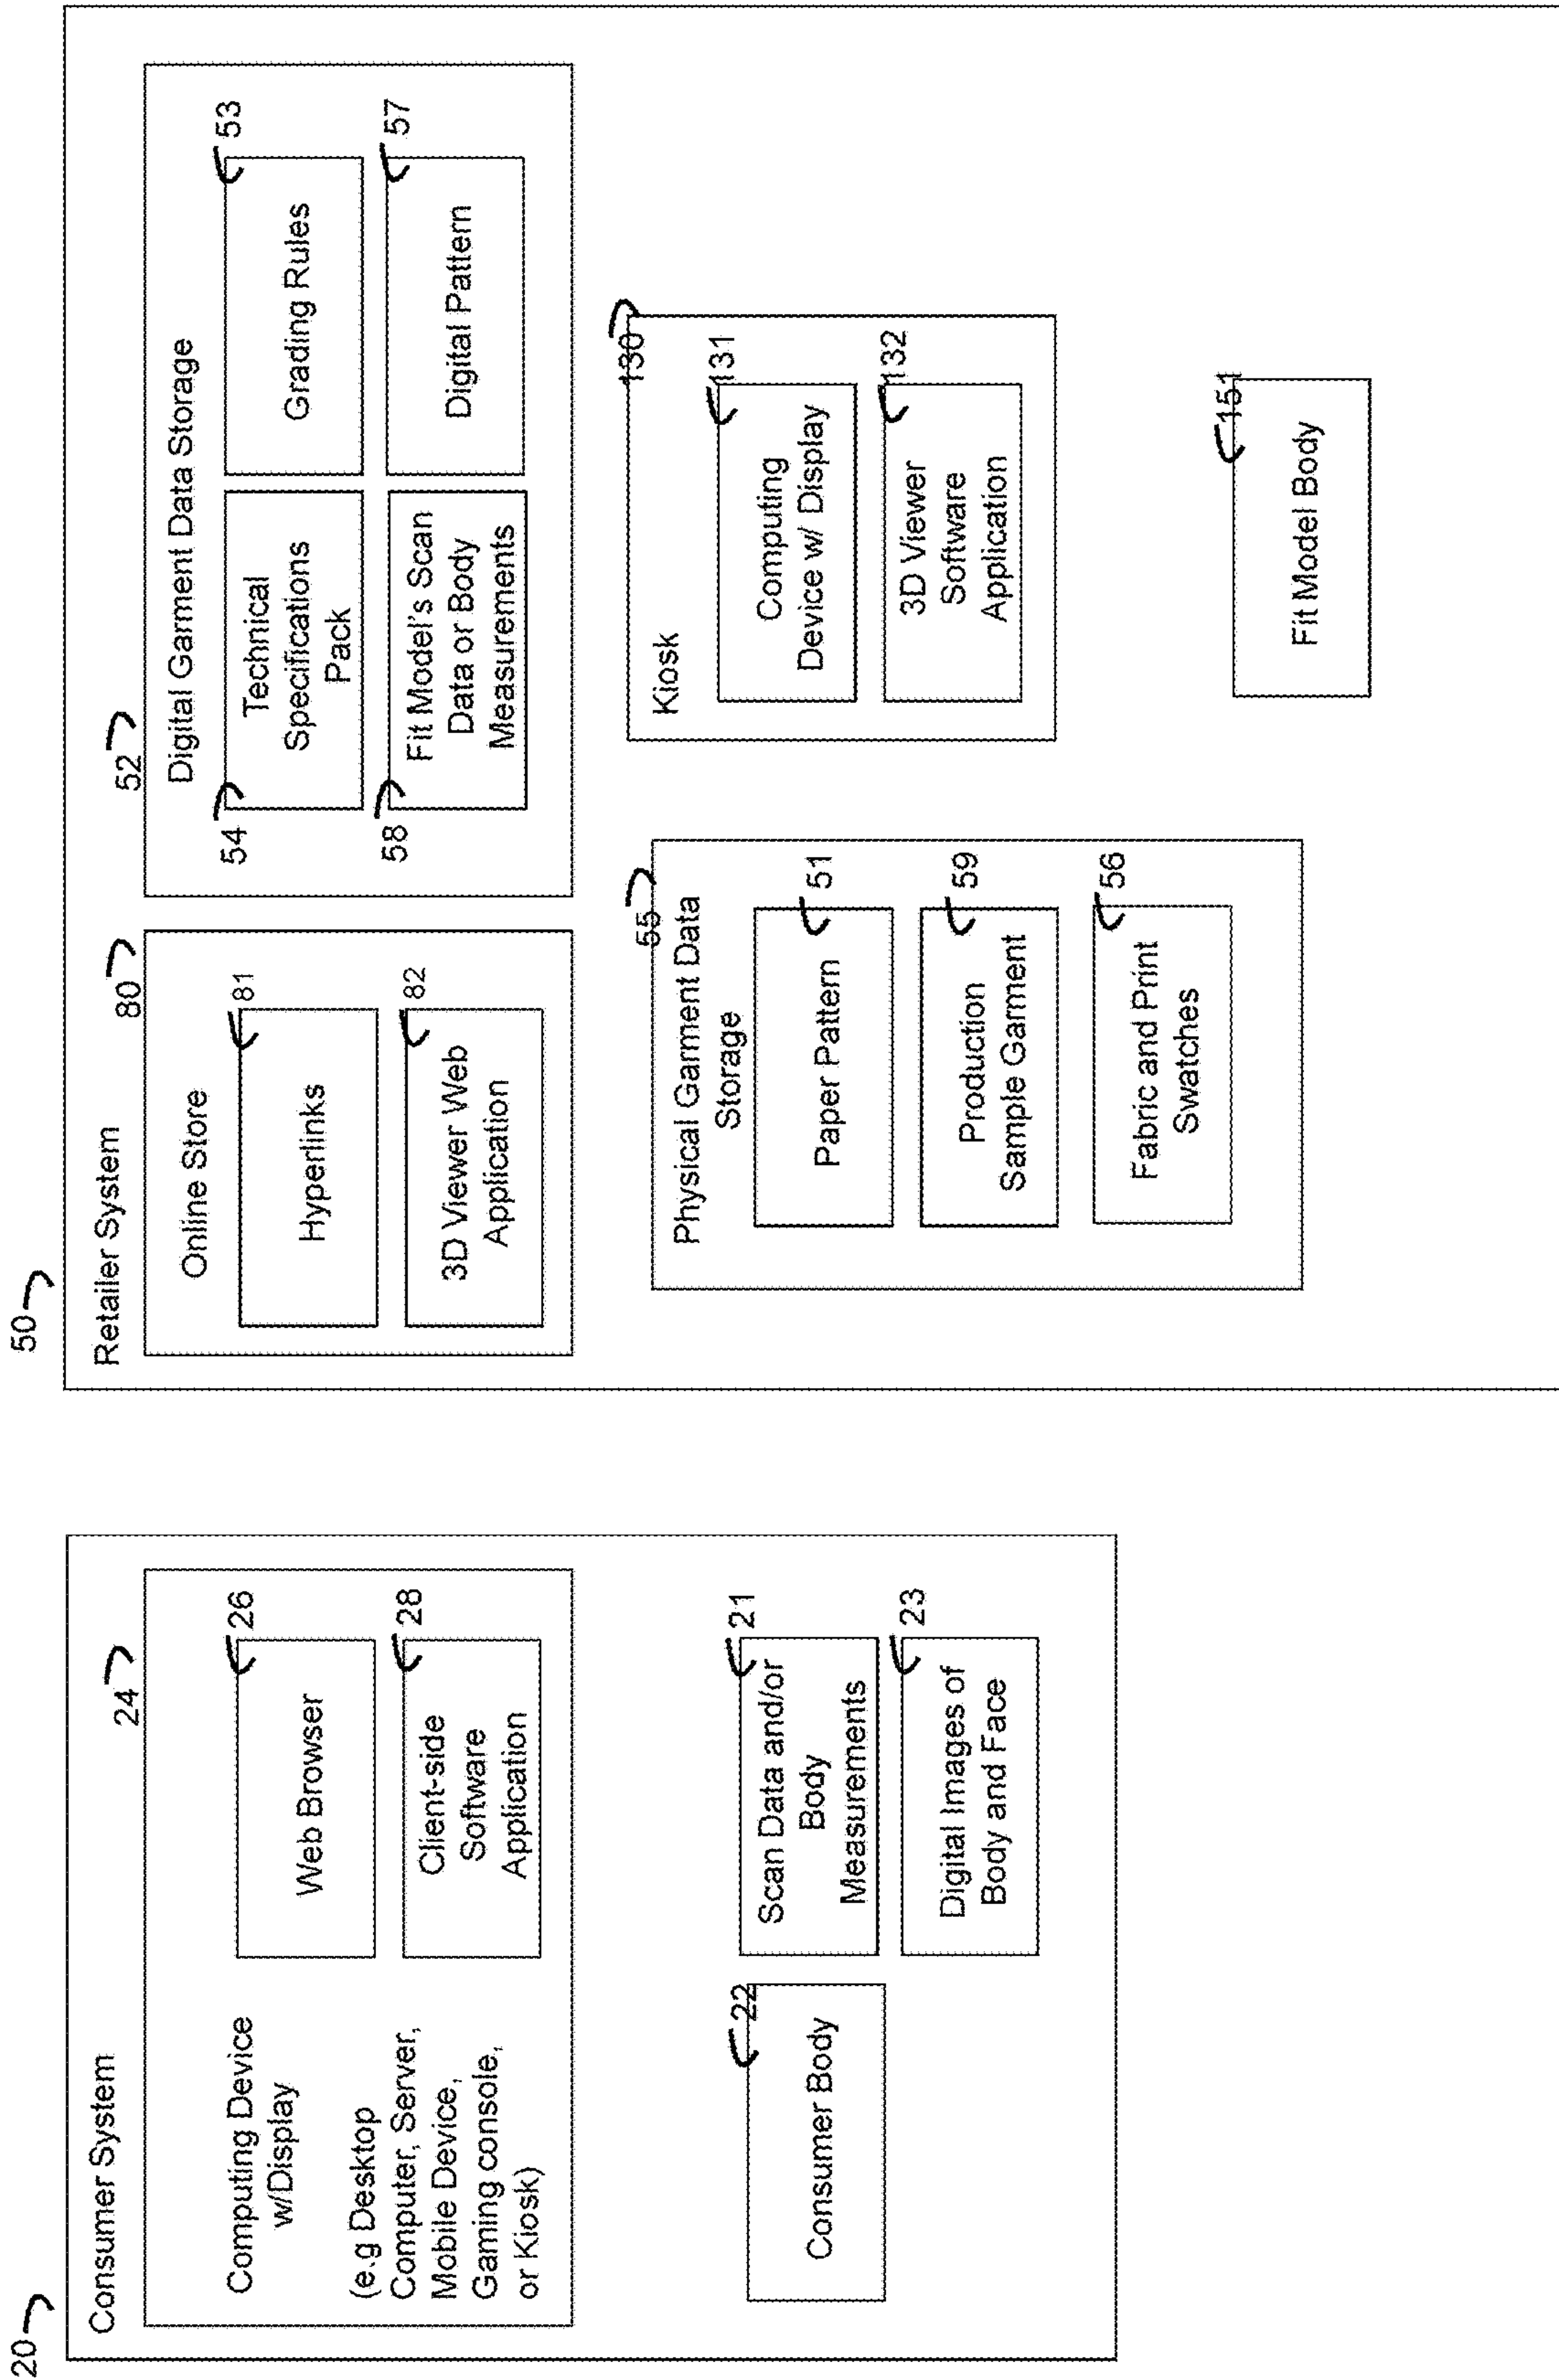 20
Consumer System
24
Computing Device
w/Display
(e.g Desktop
Computer, Server,
Mobile Device,
Gaming console,
or Kiosk)
26
Web Browser
28
Client-side
Software
Application
22
Consumer Body
21
Scan Data and/or
Body
Measurements
23
Digital Images of
Body and Face
50
Retailer System
80
Online Store
81
Hyperlinks
82
3D Viewer Web
Application
52
Digital Garment Data Storage
54
Technical
Specifications
Pack
53
Grading Rules
58
Fit Model's Scan
Data or Body
Measurements
57
Digital Pattern
55
Physical Garment Data
Storage
51
Paper Pattern
59
Production
Sample Garment
56
Fabric and Print
Swatches
130
Kiosk
131
Computing
Device w/ Display
132
3D Viewer
Software
Application
151
Fit Model Body